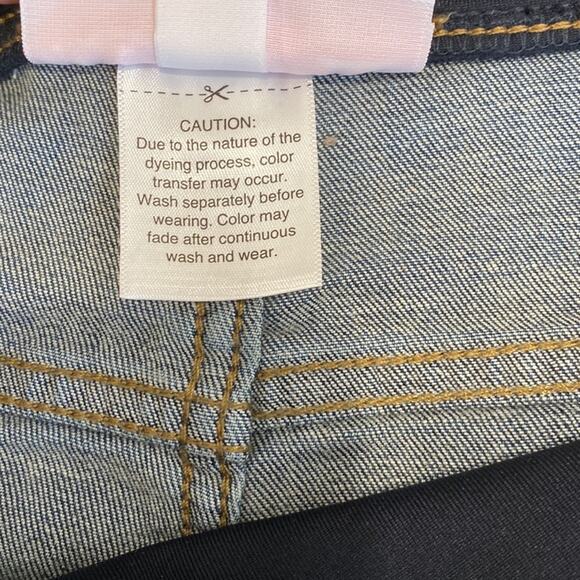 CAUTION:
Due to the nature of the
dyeing process, color
transfer may occur.
Wash separately before
wearing. Color may
fade after continuous
wash and wear.